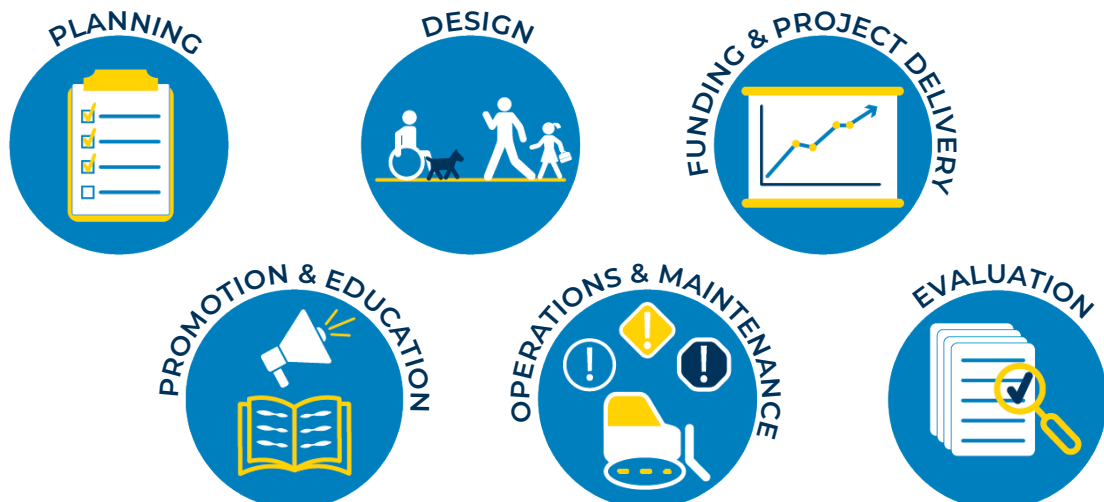 PLANNING
DESIGN
FUNDING & PROJECT DELIVERY
PROMOTION & EDUCATION
OPERATIONS & MAINTENANCE
EVALUATION